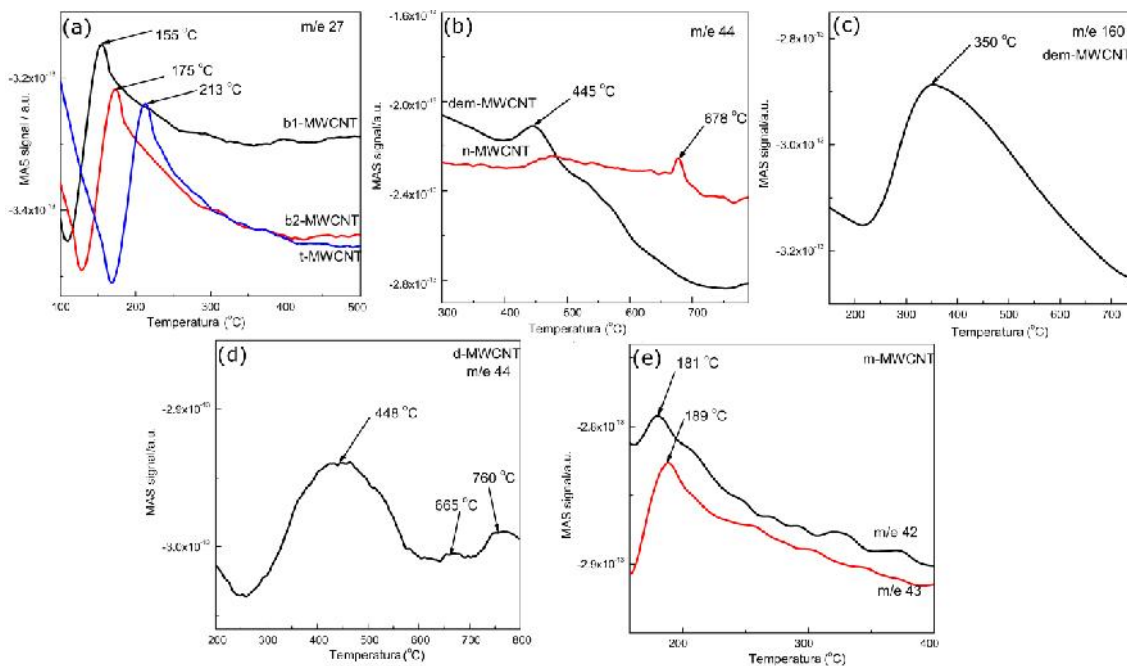 (a)
m/e 27
155 °C
175 °C
213 °C
b1-MWCNT
b2-MWCNT
t-MWCNT
MAS signal / a.u.
100 200 300 400 500
Temperatura (°C)
(b)
m/e 44
dem-MWCNT
445 °C
678 °C
n-MWCNT
MAS signal/a.u.
300 400 500 600 700
Temperatura (°C)
(c)
m/e 160
dem-MWCNT
350 °C
MAS signal/a.u.
200 300 400 500 600 700
Temperatura (°C)
(d)
d-MWCNT
m/e 44
448 °C
665 °C
760 °C
MAS signal/a.u.
200 300 400 500 600 700 800
Temperatura (°C)
(e)
m-MWCNT
181 °C
189 °C
m/e 42
m/e 43
MAS signal/a.u.
200 300 400
Temperatura (°C)